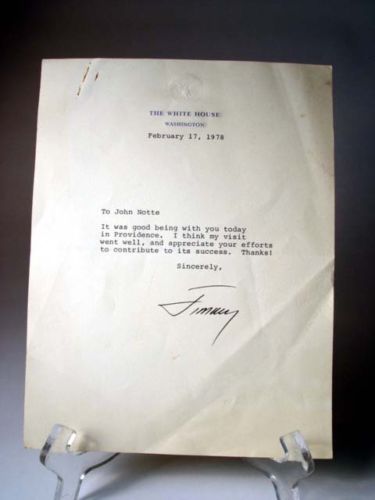 THE WHITE HOUSE
WASHINGTON
February 17, 1978
To John Notte
It was good being with you today
in Providence.  I think my visit
went well, and appreciate your efforts
to contribute to its success.  Thanks!
Sincerely,
Jimmy